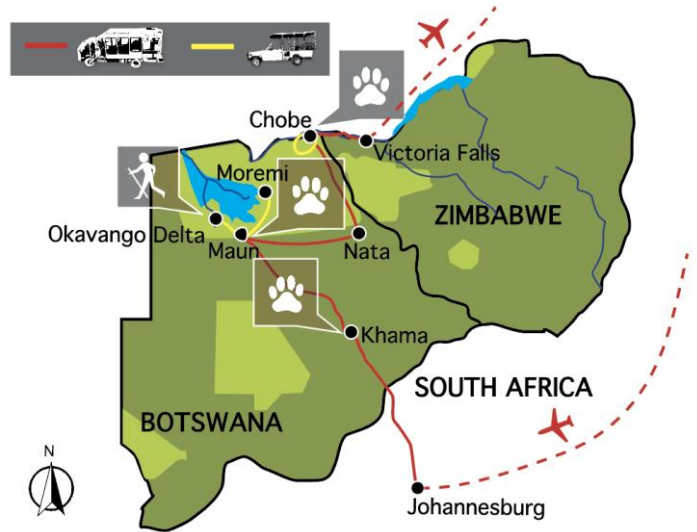 Chobe
Victoria Falls
Moremi
ZIMBABWE
Okavango Delta
Maun
Nata
Khama
SOUTH AFRICA
BOTSWANA
N
Johannesburg